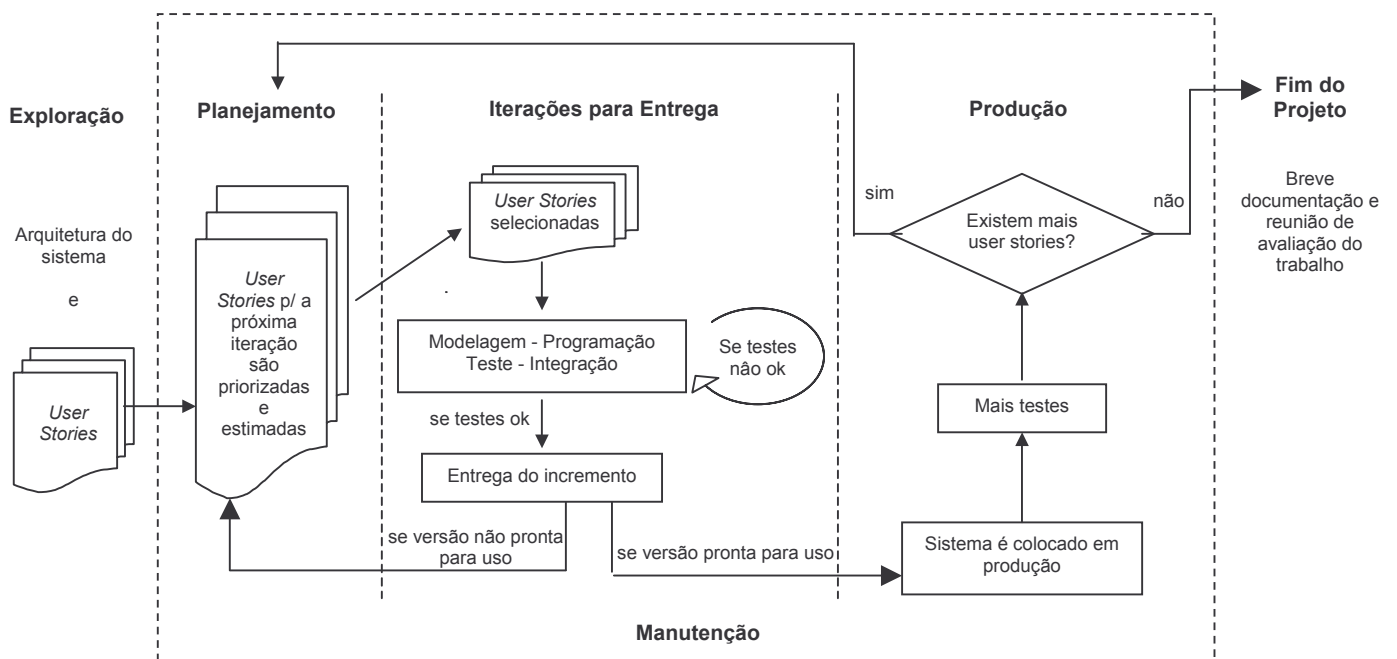 Exploração
Arquitetura do
sistema
e
User
Stories
Planejamento
User
Stories p/ a
próxima
iteração
são
priorizadas
e
estimadas
Iterações para Entrega
User Stories
selecionadas
Modelagem - Programação
Teste - Integração
Se testes
nâo ok
se testes ok
Entrega do incremento
se versão não pronta
para uso
se versão pronta para uso
Produção
sim
Existem mais
user stories?
não
Mais testes
Sistema é colocado em
produção
Manutenção
Fim do
Projeto
Breve
documentação e
reunião de
avaliação do
trabalho